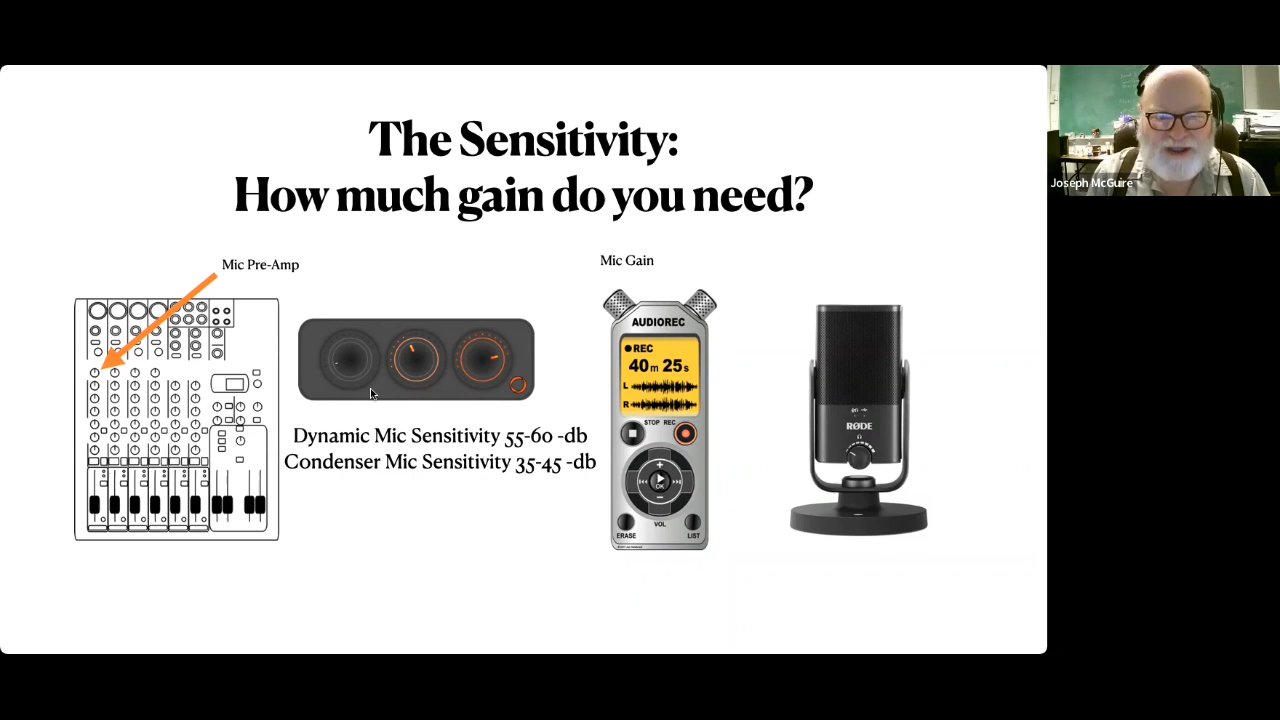 The Sensitivity:
How much gain do you need?
Joseph McGuire
Mic Pre-Amp
Mic Gain
Dynamic Mic Sensitivity 55-60 -db
Condenser Mic Sensitivity 35-45 -db
AUDIOREC
REC
40m 25s
L
R
STOP REC
+
OK
−
VOL
ERASE
LIST
RØDE